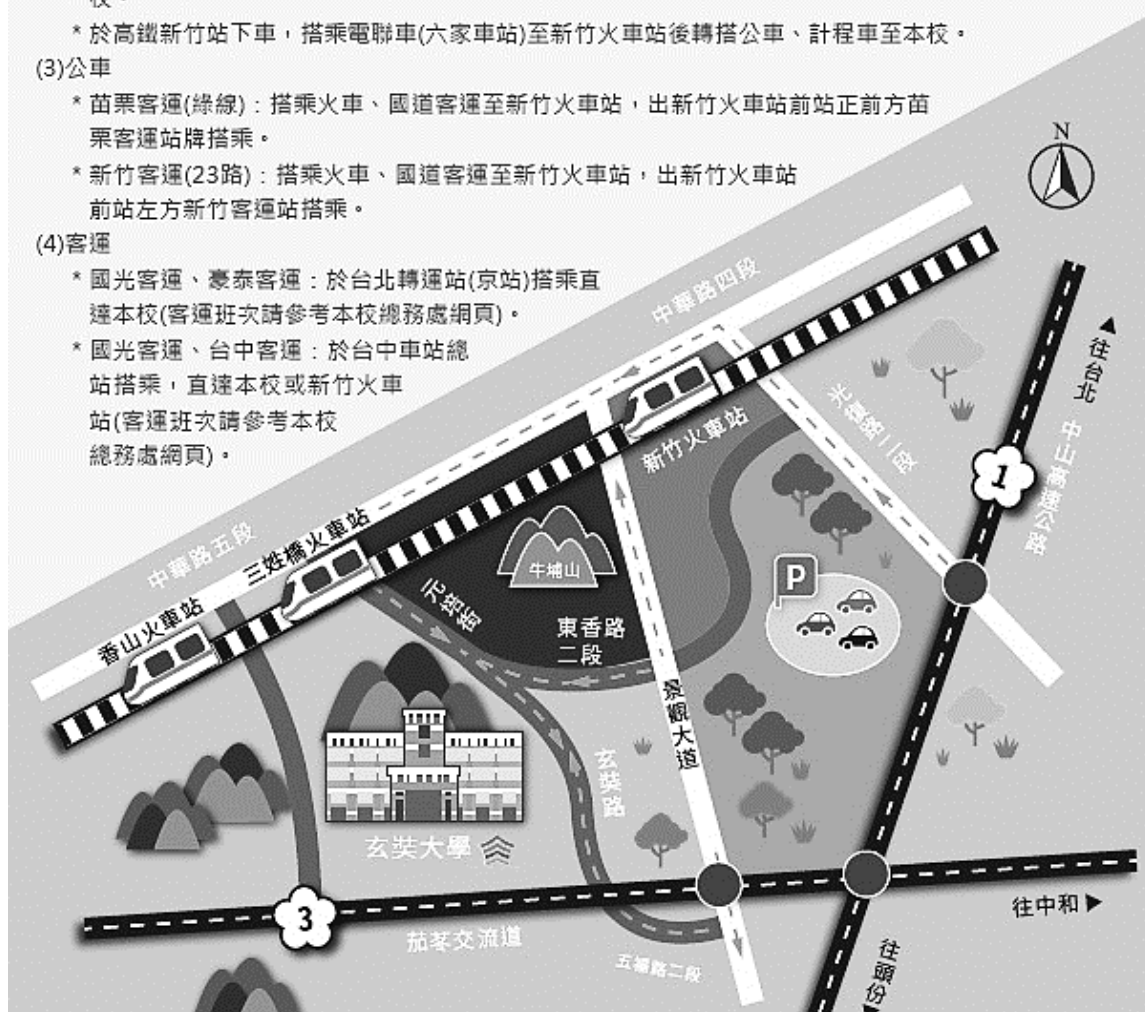 校。
* 於高鐵新竹站下車，搭乘電聯車(六家車站)至新竹火車站後轉搭公車、計程車至本校。
(3)公車
* 苗栗客運(綠線)：搭乘火車、國道客運至新竹火車站，出新竹火車站前站正前方苗
栗客運站牌搭乘。
* 新竹客運(23路)：搭乘火車、國道客運至新竹火車站，出新竹火車站
前站左方新竹客運站搭乘。
(4)客運
* 國光客運、豪泰客運：於台北轉運站(京站)搭乘直
達本校(客運班次請參考本校總務處網頁)。
* 國光客運、台中客運：於台中車站總
站搭乘，直達本校或新竹火車
站(客運班次請參考本校
總務處網頁)。
N
中華路四段
往台北
中山高速公路
1
光復路二段
新竹火車站
中華路五段
三姓橋火車站
香山火車站
牛埔山
元培街
東香路
二段
P
景觀大道
玄奘路
玄奘大學
3
茄苳交流道
五福路二段
往中和
往頭份